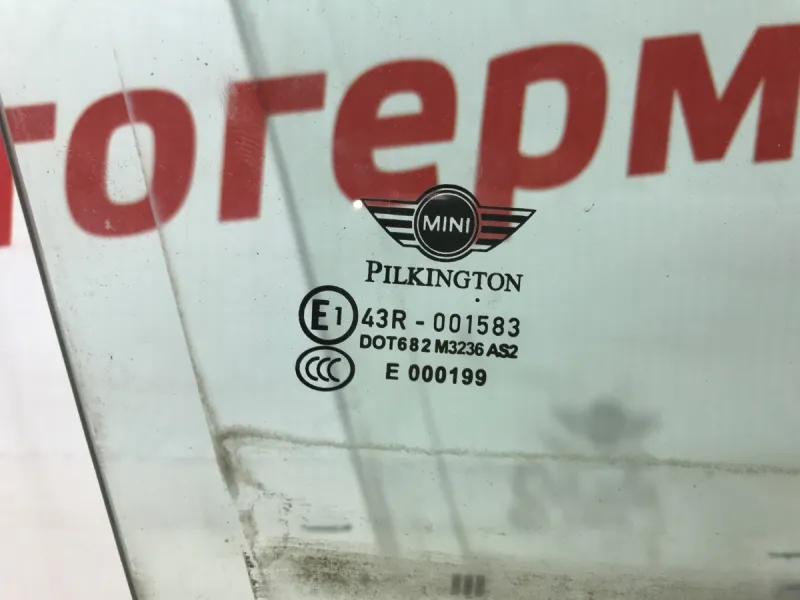 тогерм
MINI
PILKINGTON
E1 43R - 001583
DOT682 M3236 AS2
CCC E 000199